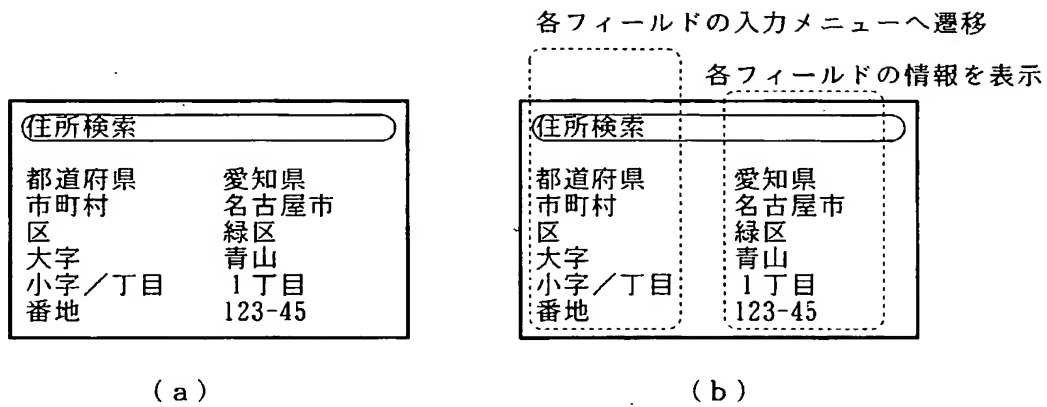 各フィールドの入力メニューへ遷移
各フィールドの情報を表示
住所検索
都道府県 愛知県
市町村 名古屋市
区 緑区
大字 青山
小字／丁目 1丁目
番地 123-45
(a)
住所検索
都道府県 愛知県
市町村 名古屋市
区 緑区
大字 青山
小字／丁目 1丁目
番地 123-45
(b)